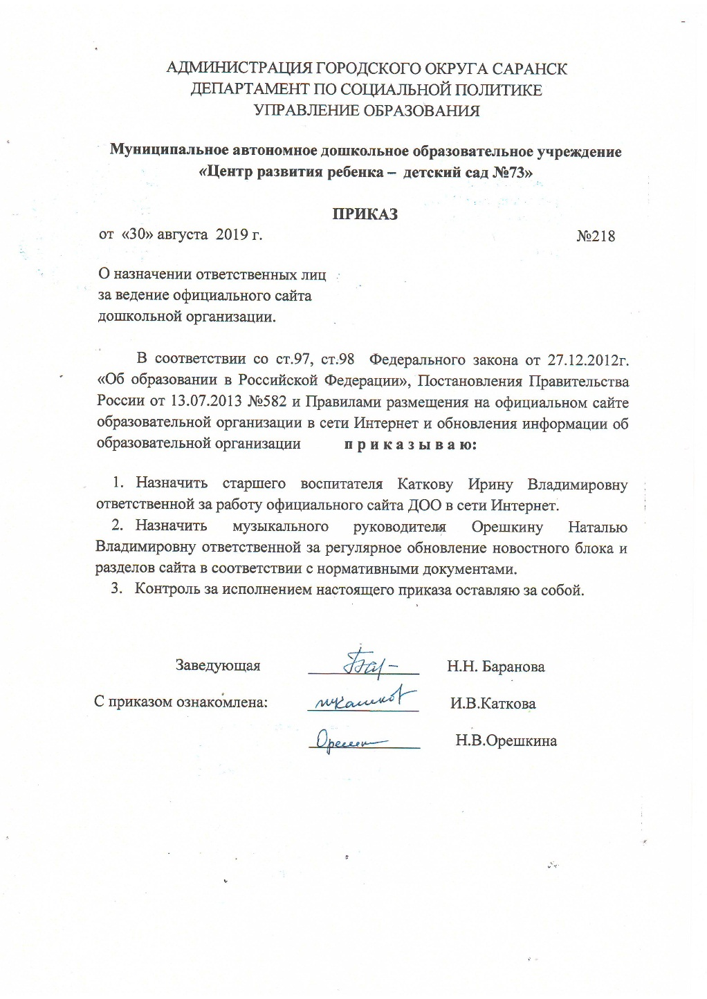 АДМИНИСТРАЦИЯ ГОРОДСКОГО ОКРУГА САРАНСК
ДЕПАРТАМЕНТ ПО СОЦИАЛЬНОЙ ПОЛИТИКЕ
УПРАВЛЕНИЕ ОБРАЗОВАНИЯ
Муниципальное автономное дошкольное образовательное учреждение
«Центр развития ребенка – детский сад №73»
ПРИКАЗ
от «30» августа 2019 г. №218
О назначении ответственных лиц
за ведение официального сайта
дошкольной организации.
В соответствии со ст.97, ст.98 Федерального закона от 27.12.2012г.
«Об образовании в Российской Федерации», Постановления Правительства
России от 13.07.2013 №582 и Правилами размещения на официальном сайте
образовательной организации в сети Интернет и обновления информации об
образовательной организации п р и к а з ы в а ю:
1. Назначить старшего воспитателя Каткову Ирину Владимировну
ответственной за работу официального сайта ДОО в сети Интернет.
2. Назначить музыкального руководителя Орешкину Наталью
Владимировну ответственной за регулярное обновление новостного блока и
разделов сайта в соответствии с нормативными документами.
3. Контроль за исполнением настоящего приказа оставляю за собой.
Заведующая Н.Н. Баранова
С приказом ознакомлена: И.В.Каткова
Н.В.Орешкина